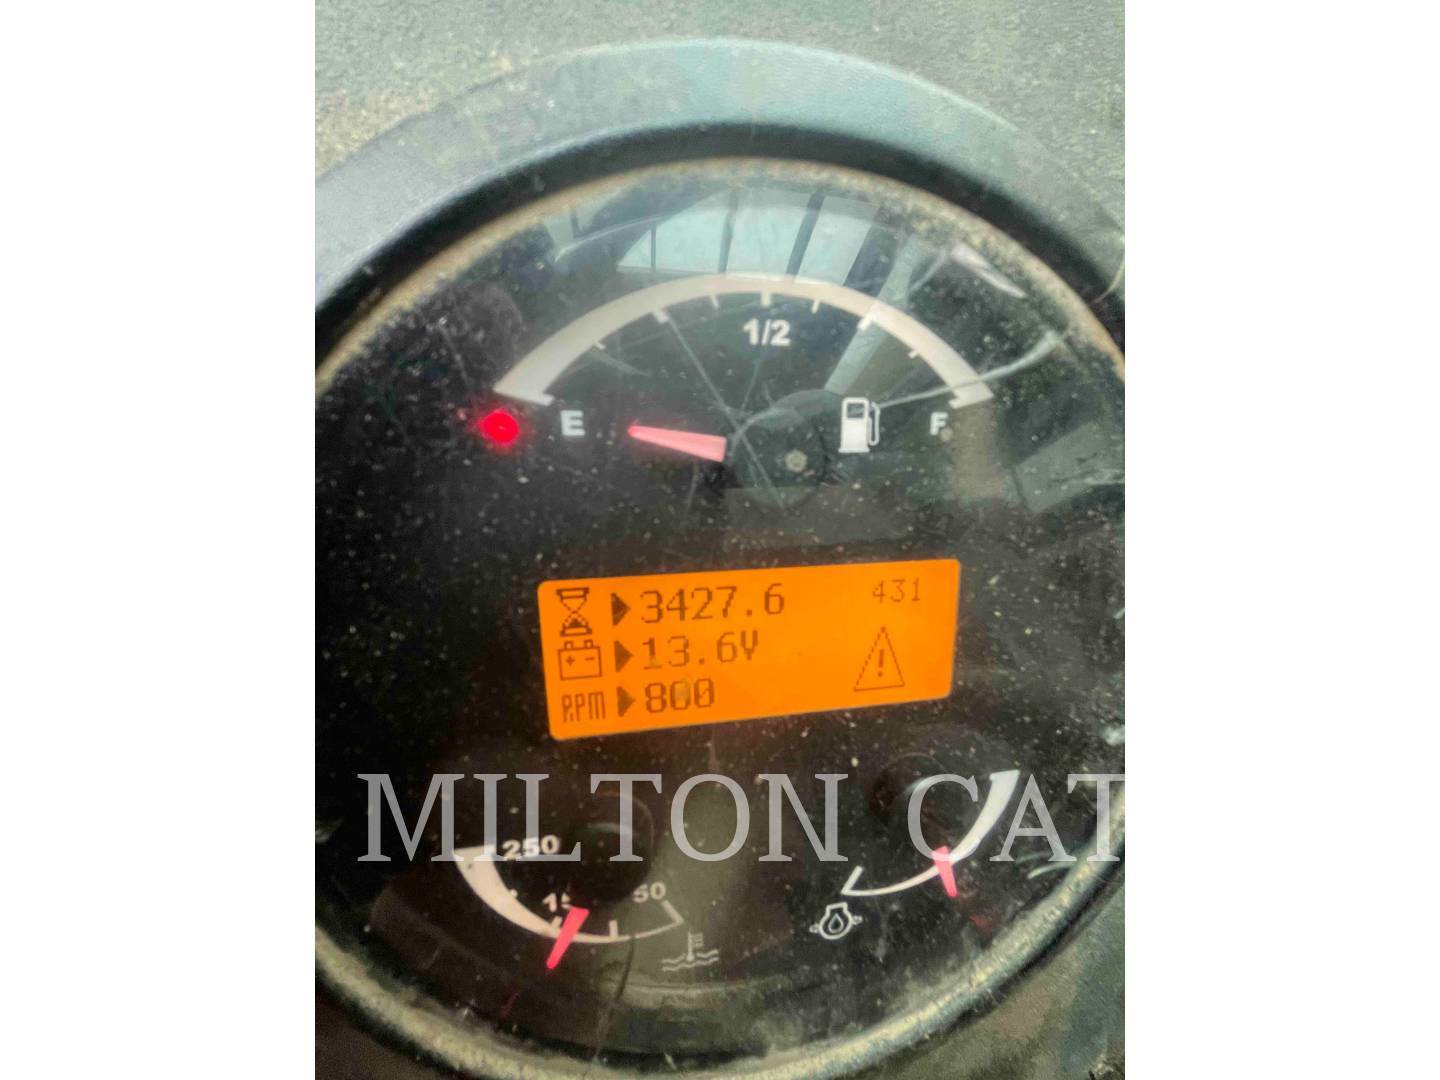 1/2
E F
3427.6 431
13.6V
RPM 800
MILTON CAT
250
50